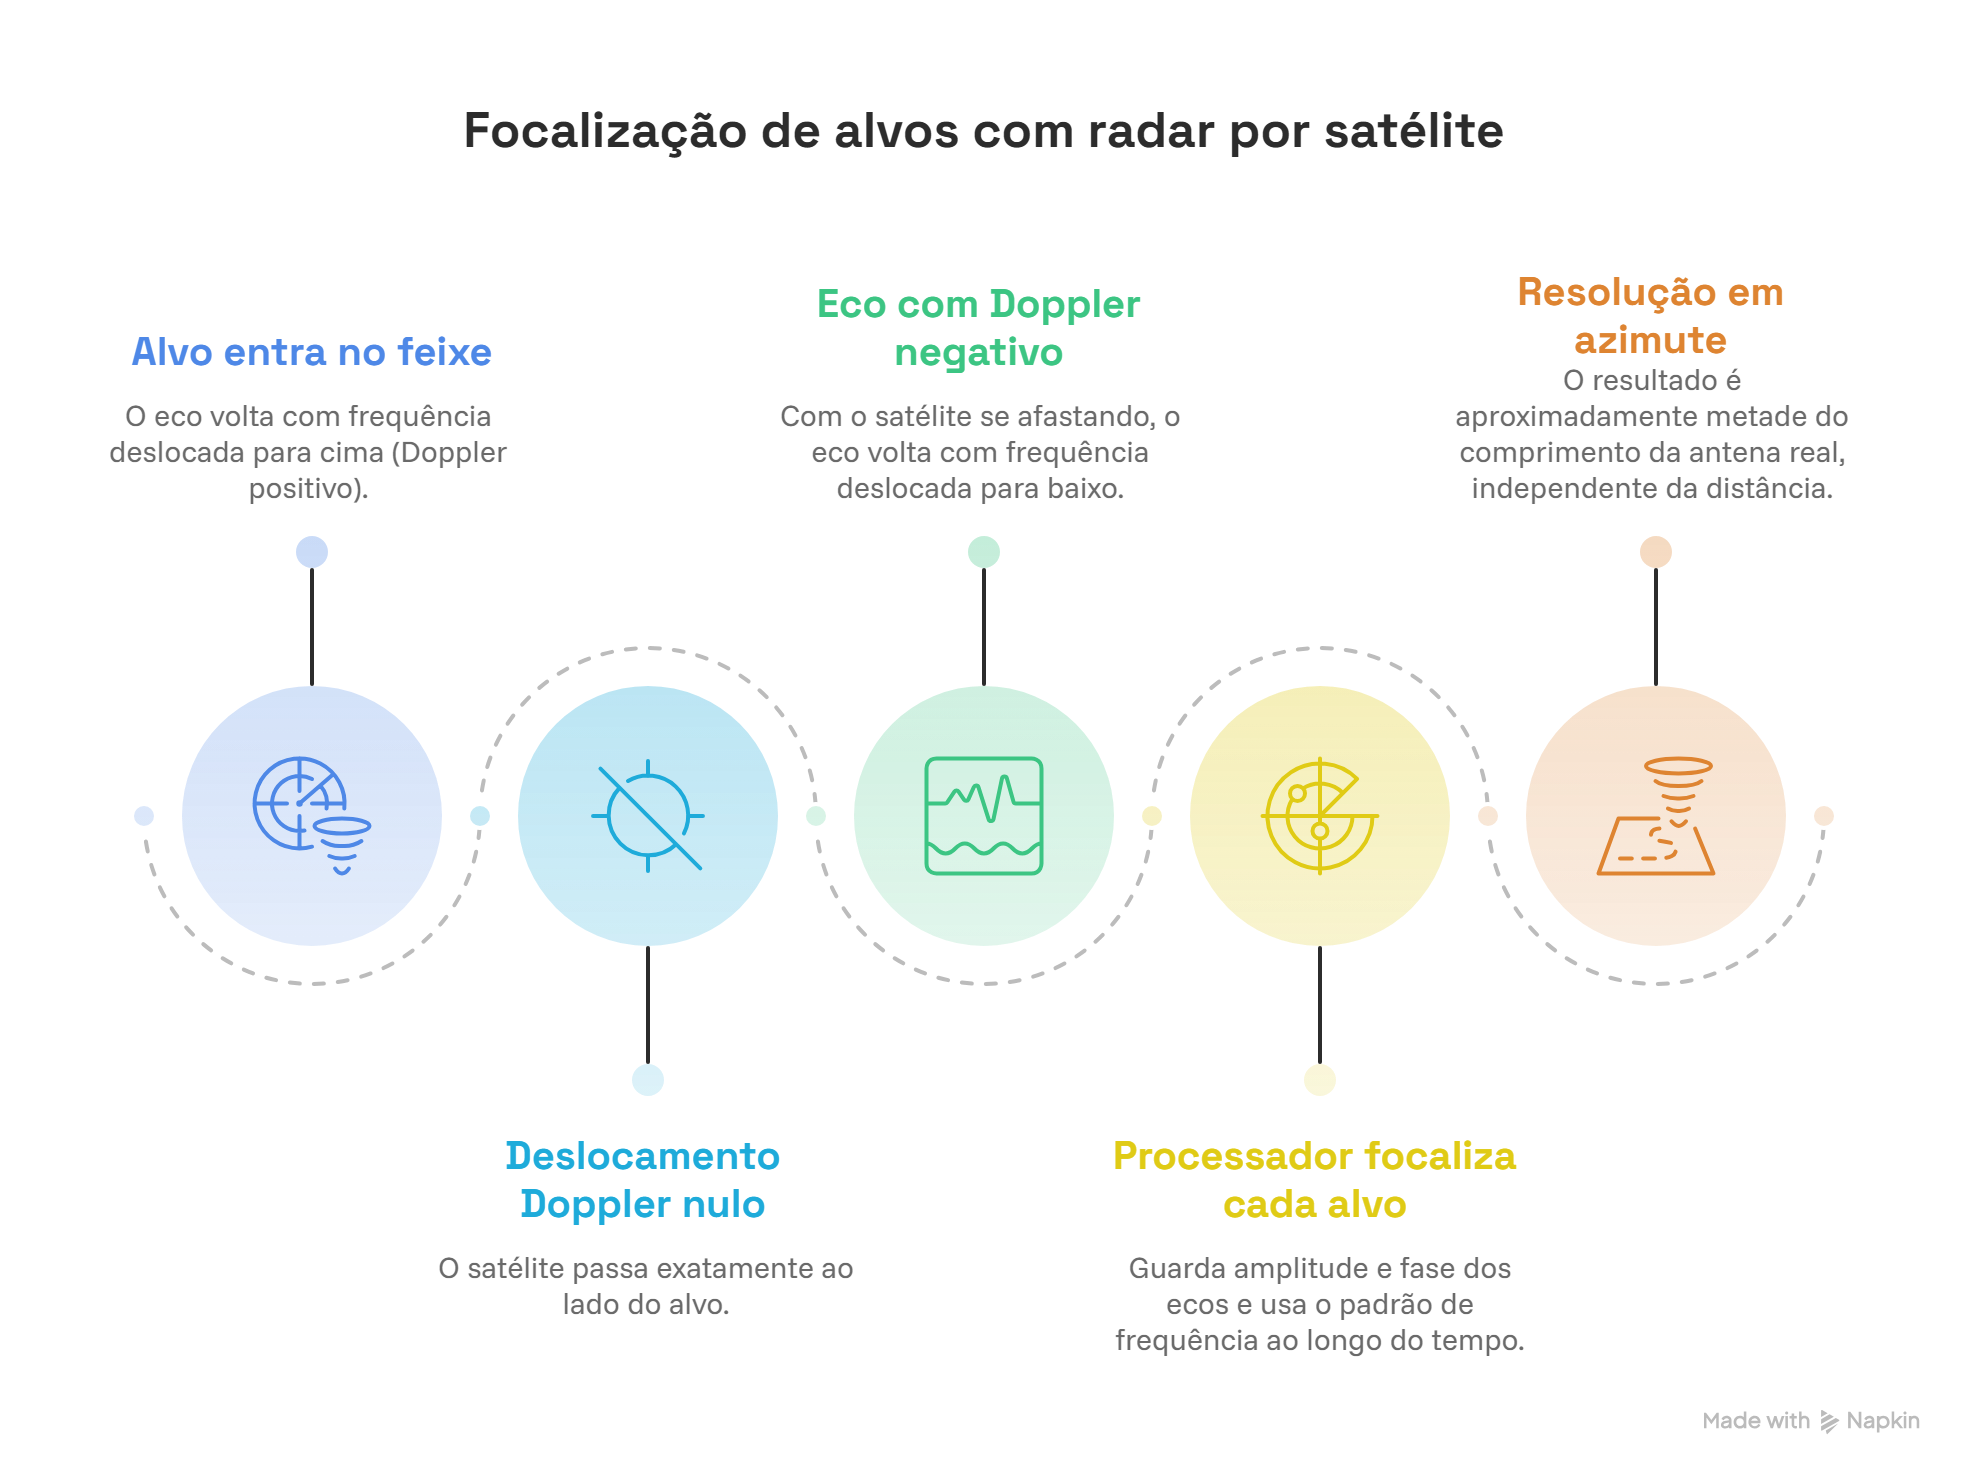 Focalização de alvos com radar por satélite
Alvo entra no feixe
O eco volta com frequência
deslocada para cima (Doppler
positivo).
Eco com Doppler
negativo
Com o satélite se afastando, o
eco volta com frequência
deslocada para baixo.
Resolução em
azimute
O resultado é
aproximadamente metade do
comprimento da antena real,
independente da distância.
Deslocamento
Doppler nulo
O satélite passa exatamente ao
lado do alvo.
Processador focaliza
cada alvo
Guarda amplitude e fase dos
ecos e usa o padrão de
frequência ao longo do tempo.
Made with Napkin